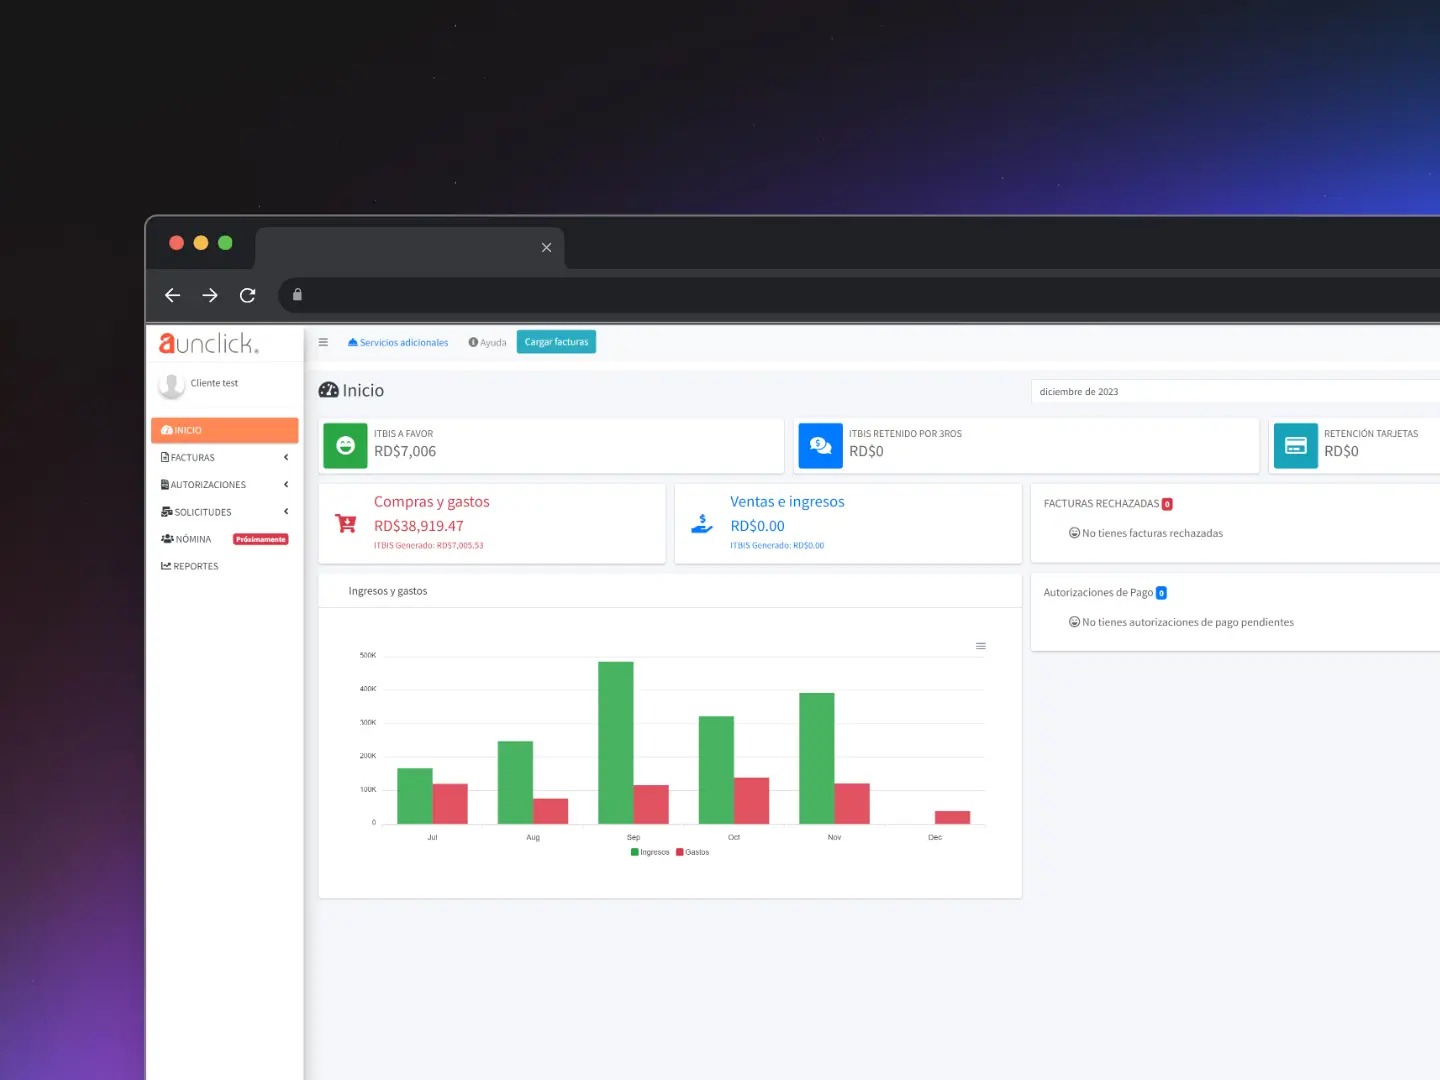 aunclick®
Servicios adicionales
Ayuda
Cargar facturas
Cliente test
Inicio
diciembre de 2023
INICIO
FACTURAS
AUTORIZACIONES
SOLICITUDES
NÓMINA Próximamente
REPORTES
ITBIS A FAVOR
RD$7,006
ITBIS RETENIDO POR 3ROS
RD$0
RETENCIÓN TARJETAS
RD$0
Compras y gastos
RD$38,919.47
ITBIS Generado: RD$7,005.53
Ventas e ingresos
RD$0.00
ITBIS Generado: RD$0.00
FACTURAS RECHAZADAS 0
No tienes facturas rechazadas
Autorizaciones de Pago 0
No tienes autorizaciones de pago pendientes
Ingresos y gastos
500K
400K
300K
200K
100K
0
Jul Aug Sep Oct Nov Dec
Ingresos Gastos